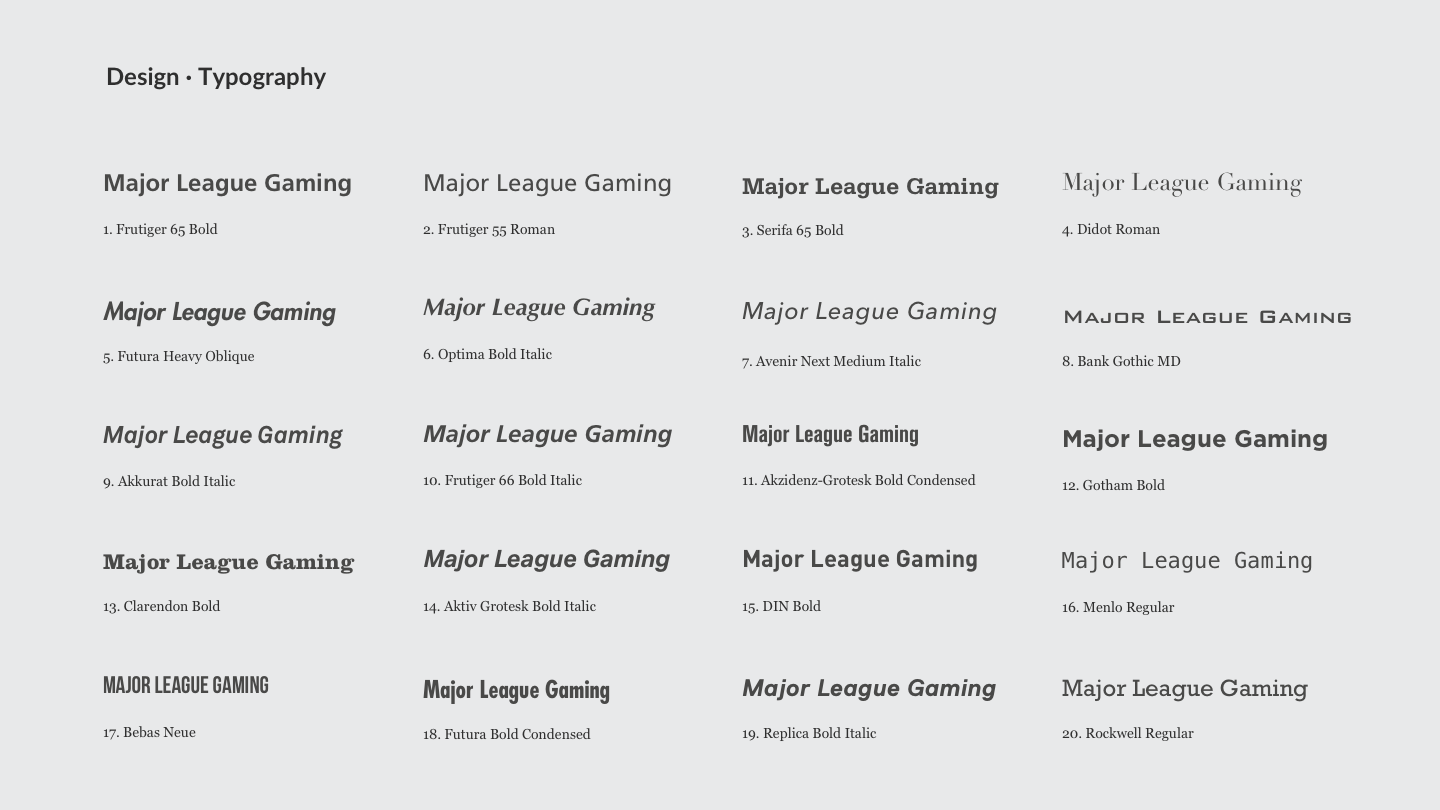 Design · Typography
Major League Gaming
1. Frutiger 65 Bold
Major League Gaming
2. Frutiger 55 Roman
Major League Gaming
3. Serifa 65 Bold
Major League Gaming
4. Didot Roman
Major League Gaming
5. Futura Heavy Oblique
Major League Gaming
6. Optima Bold Italic
Major League Gaming
7. Avenir Next Medium Italic
Major League Gaming
8. Bank Gothic MD
Major League Gaming
9. Akkurat Bold Italic
Major League Gaming
10. Frutiger 66 Bold Italic
Major League Gaming
11. Akzidenz-Grotesk Bold Condensed
Major League Gaming
12. Gotham Bold
Major League Gaming
13. Clarendon Bold
Major League Gaming
14. Aktiv Grotesk Bold Italic
Major League Gaming
15. DIN Bold
Major League Gaming
16. Menlo Regular
MAJOR LEAGUE GAMING
17. Bebas Neue
Major League Gaming
18. Futura Bold Condensed
Major League Gaming
19. Replica Bold Italic
Major League Gaming
20. Rockwell Regular